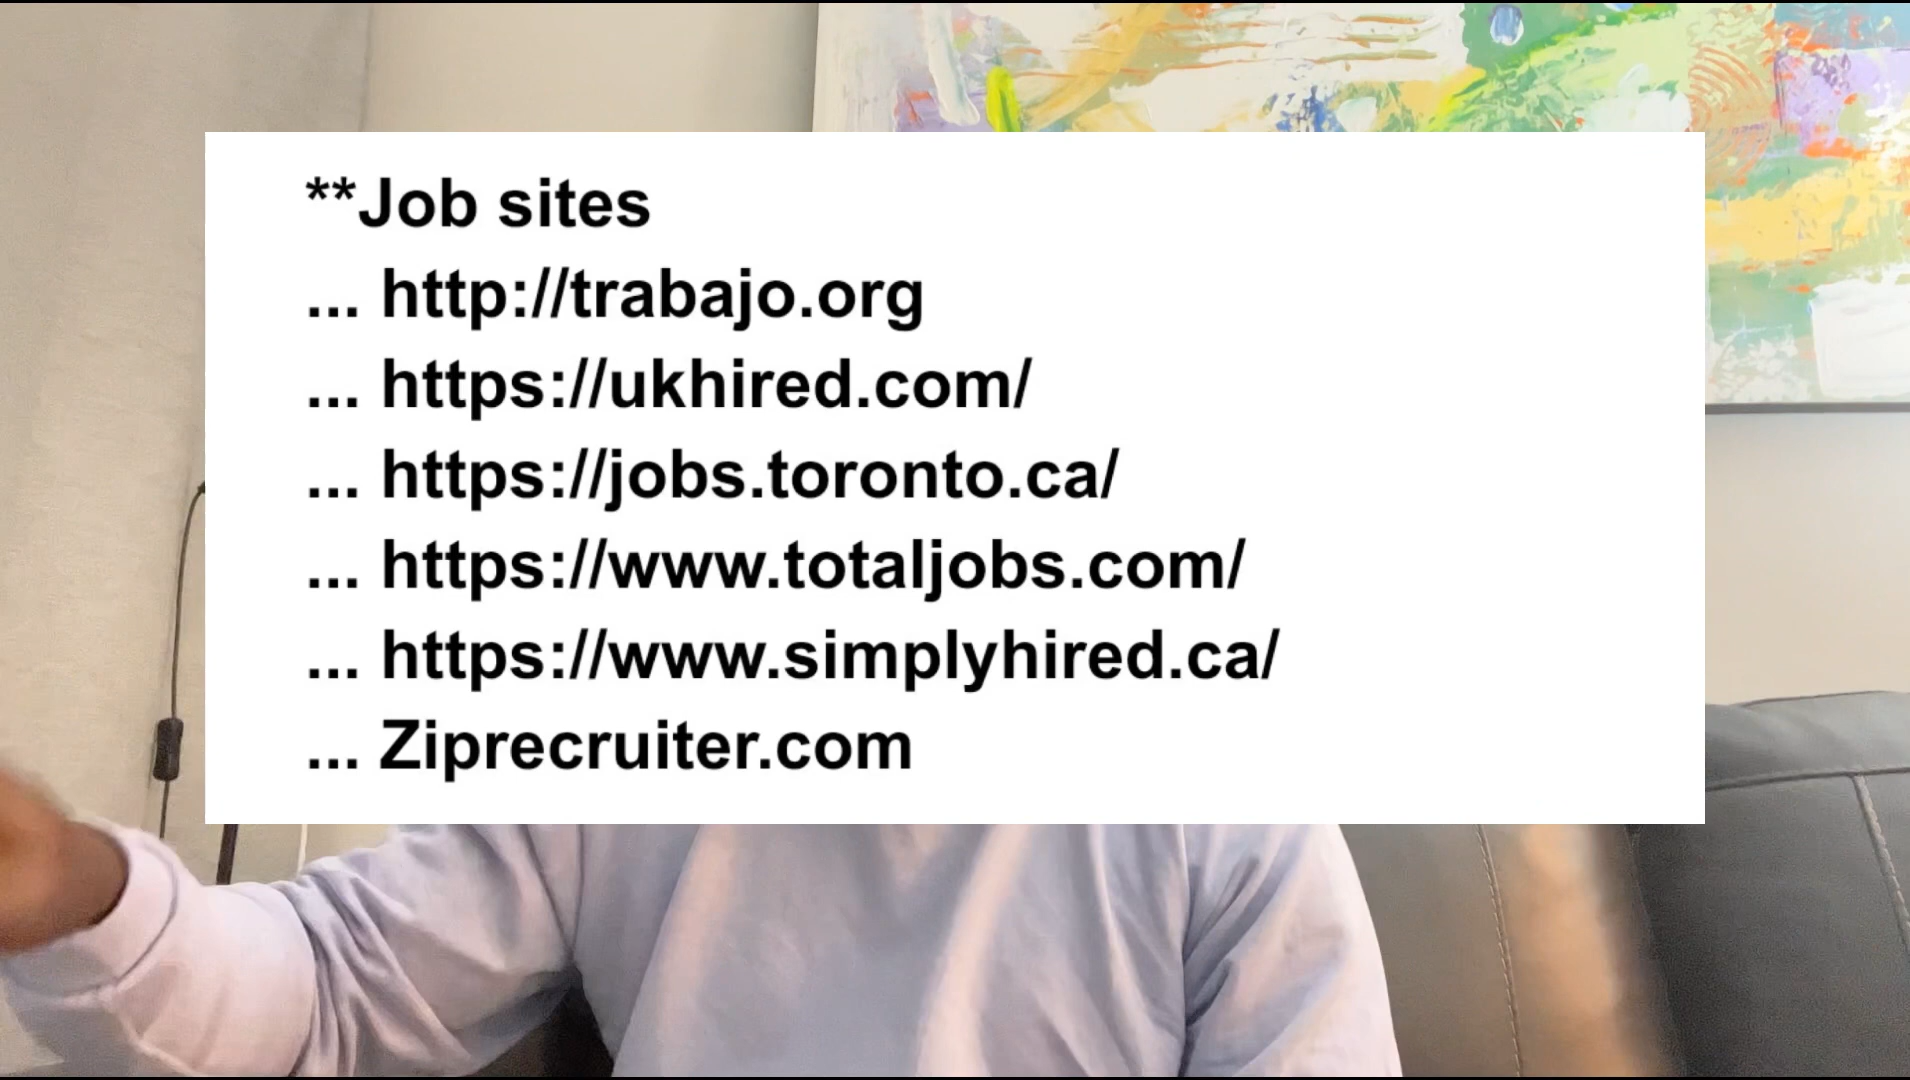 **Job sites
... http://trabajo.org
... https://ukhired.com/
... https://jobs.toronto.ca/
... https://www.totaljobs.com/
... https://www.simplyhired.ca/
... Ziprecruiter.com